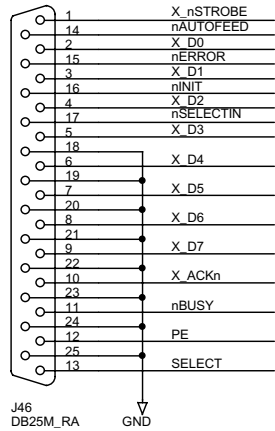 1 X_nSTROBE
14 nAUTOFEED
2 X_D0
15 nERROR
3 X_D1
16 nINIT
4 X_D2
17 nSELECTIN
5 X_D3
18
6 X_D4
19
7 X_D5
20
8 X_D6
21
9 X_D7
22
10 X_ACKn
23
11 nBUSY
24
12 PE
25
13 SELECT
J46
DB25M_RA GND